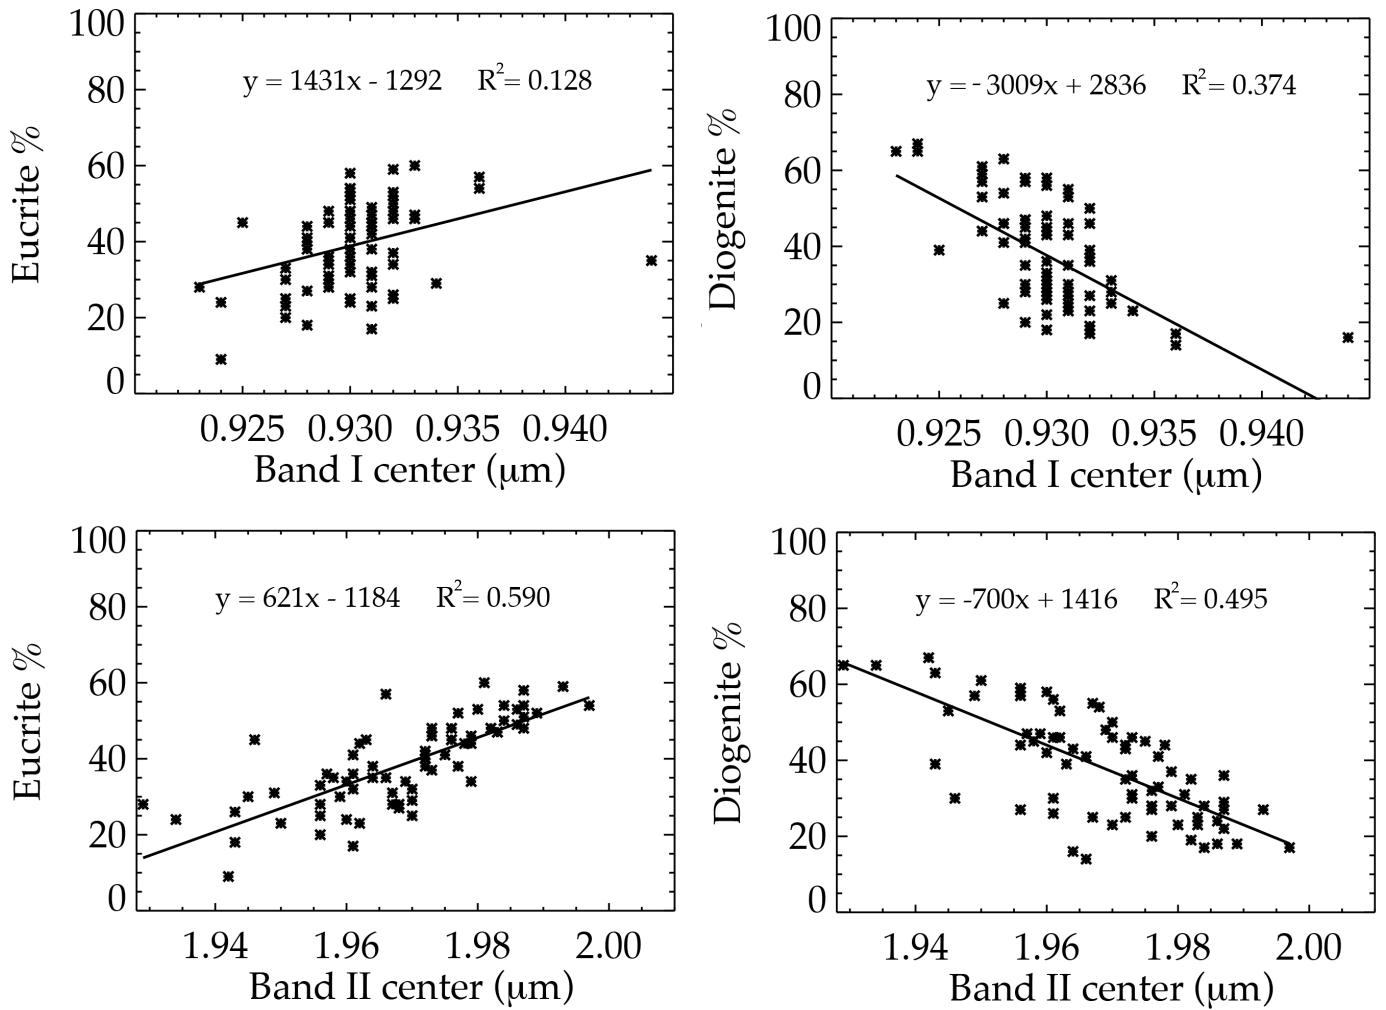 100
80
60
40
20
0
Eucrite %
y = 1431x - 1292 R²= 0.128
0.925 0.930 0.935 0.940
Band I center (μm)
100
80
60
40
20
0
Diogenite %
y = - 3009x + 2836 R²= 0.374
0.925 0.930 0.935 0.940
Band I center (μm)
100
80
60
40
20
0
Eucrite %
y = 621x - 1184 R²= 0.590
1.94 1.96 1.98 2.00
Band II center (μm)
100
80
60
40
20
0
Diogenite %
y = -700x + 1416 R²= 0.495
1.94 1.96 1.98 2.00
Band II center (μm)